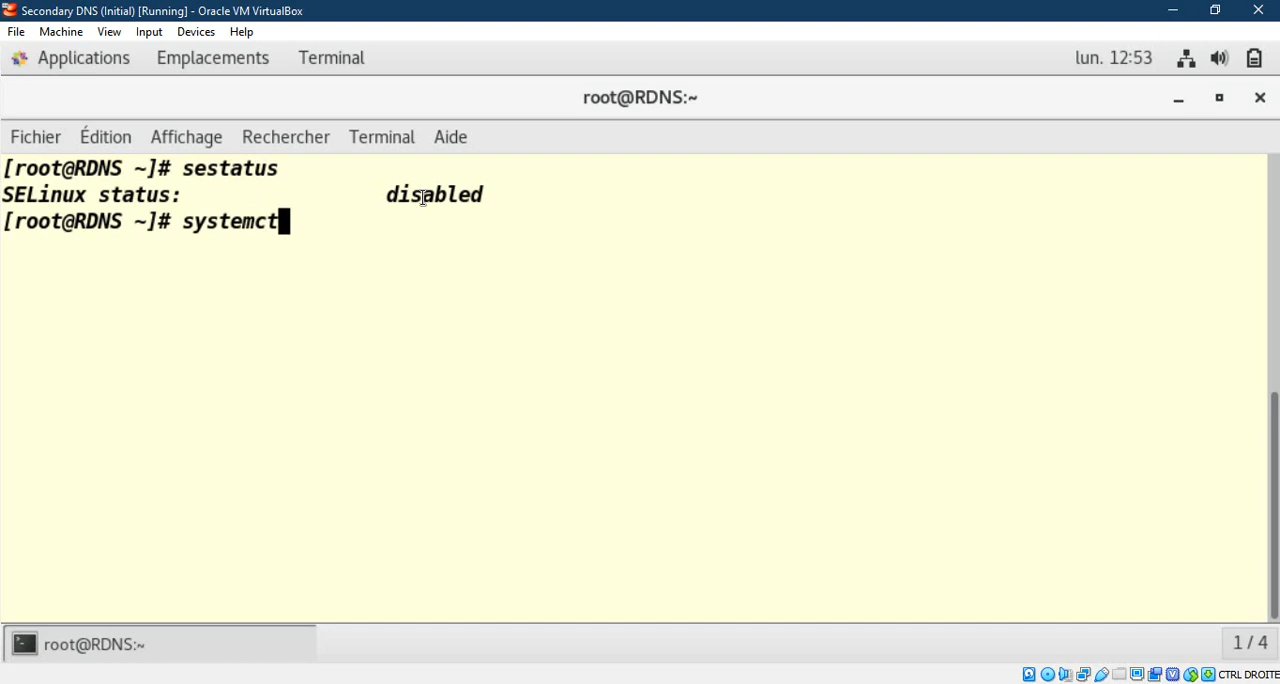 Secondary DNS (Initial) [Running] - Oracle VM VirtualBox
File Machine View Input Devices Help
Applications Emplacements Terminal lun. 12:53
root@RDNS:~
Fichier Édition Affichage Rechercher Terminal Aide
[root@RDNS ~]# sestatus
SELinux status: disabled
[root@RDNS ~]# systemct
root@RDNS:~ 1 / 4
CTRL DROITE